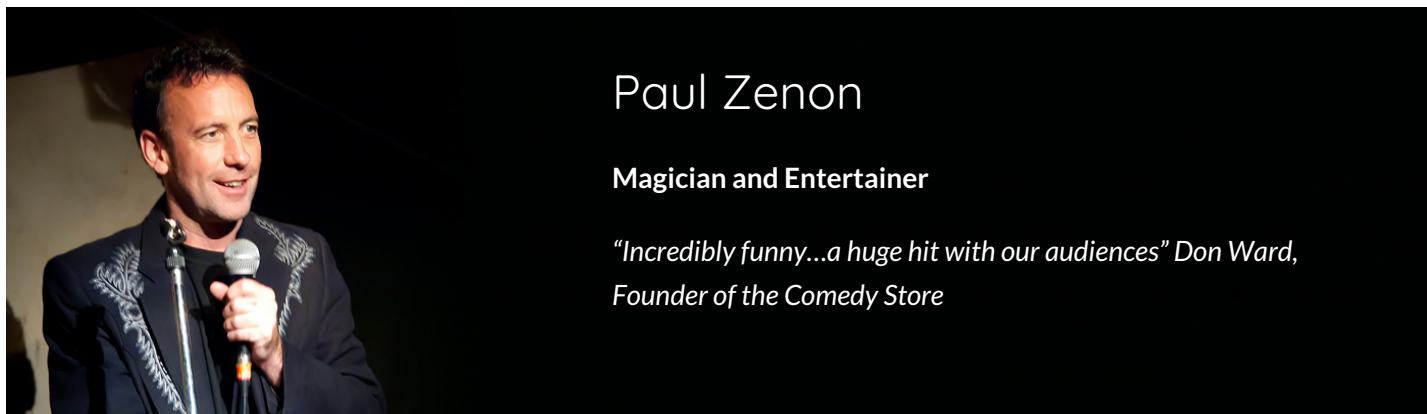 Paul Zenon
Magician and Entertainer
“Incredibly funny…a huge hit with our audiences” Don Ward,
Founder of the Comedy Store